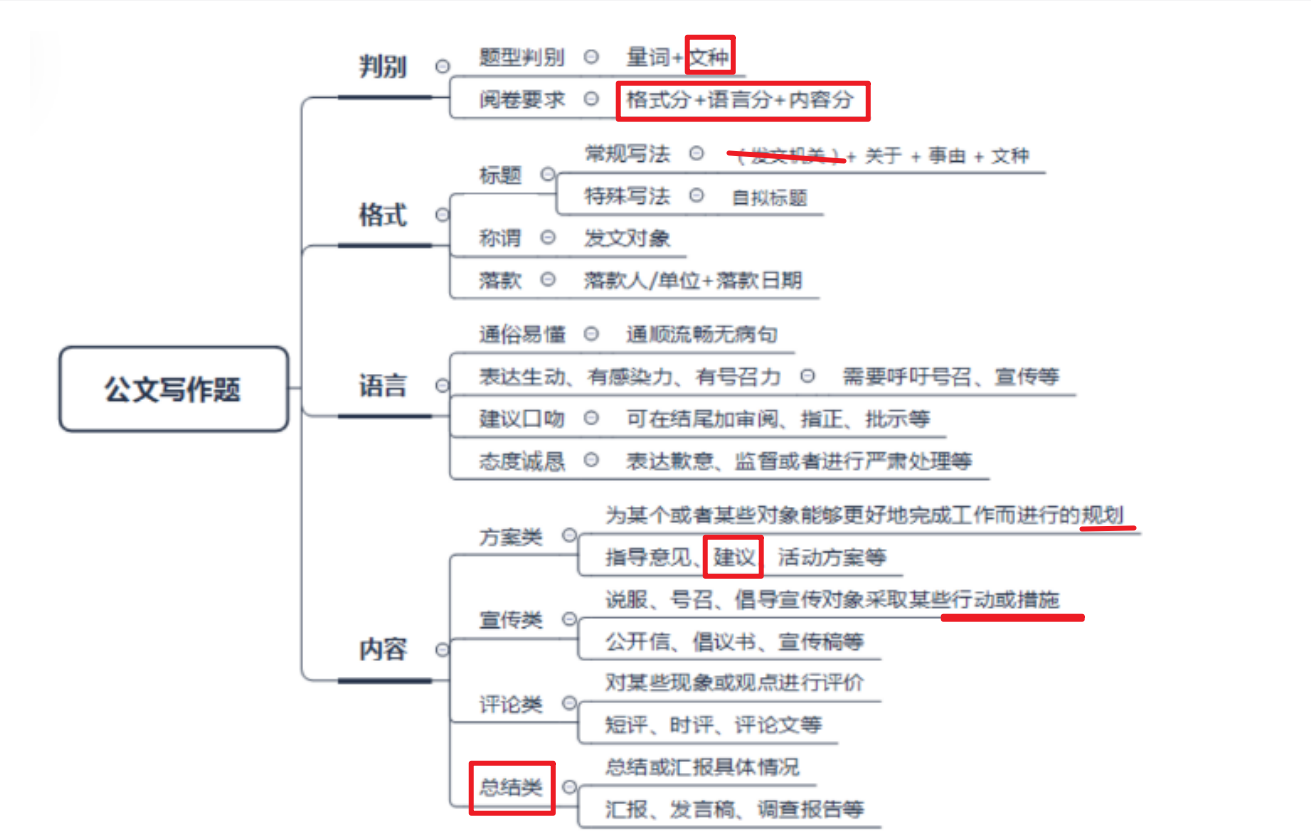 公文写作题
判别
题型判别
量词+文种
阅卷要求
格式分+语言分+内容分
格式
标题
常规写法
(发文机关)+ 关于 + 事由 + 文种
特殊写法
自拟标题
称谓
发文对象
落款
落款人/单位+落款日期
语言
通俗易懂
通顺流畅无病句
表达生动、有感染力、有号召力
需要呼吁号召、宣传等
建议口吻
可在结尾加审阅、指正、批示等
态度诚恳
表达歉意、监督或者进行严肃处理等
内容
方案类
为某个或者某些对象能够更好地完成工作而进行的规划
指导意见、建议、活动方案等
宣传类
说服、号召、倡导宣传对象采取某些行动或措施
公开信、倡议书、宣传稿等
评论类
对某些现象或观点进行评价
短评、时评、评论文等
总结类
总结或汇报具体情况
汇报、发言稿、调查报告等